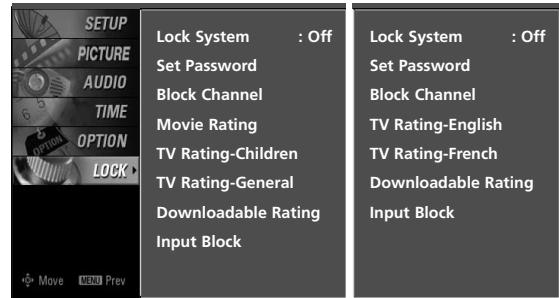 SETUP
PICTURE
AUDIO
TIME
OPTION
LOCK
Move MENU Prev
Lock System : Off
Set Password
Block Channel
Movie Rating
TV Rating-Children
TV Rating-General
Downloadable Rating
Input Block
Lock System : Off
Set Password
Block Channel
TV Rating-English
TV Rating-French
Downloadable Rating
Input Block